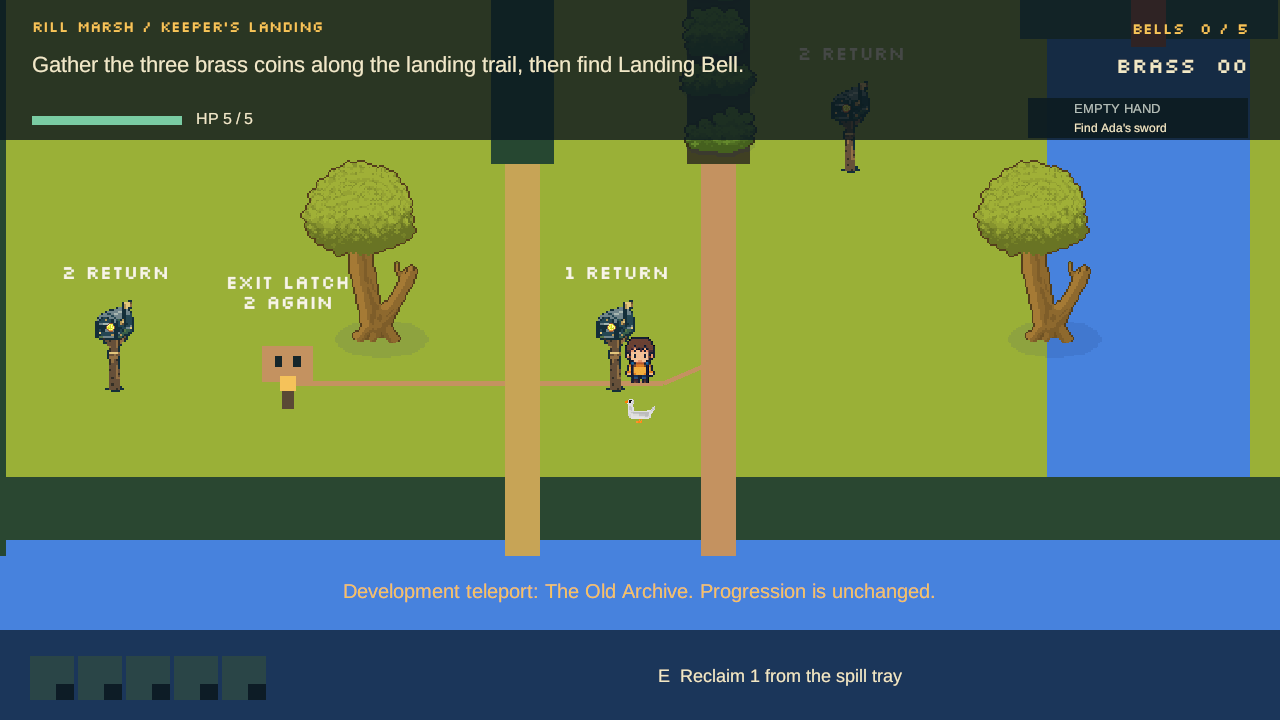 RILL MARSH / KEEPER'S LANDING
BELLS 0 / 5
Gather the three brass coins along the landing trail, then find Landing Bell.
2 RETURN
BRASS 00
HP 5 / 5
EMPTY HAND
Find Ada's sword
2 RETURN
EXIT LATCH
2 AGAIN
1 RETURN
Development teleport: The Old Archive. Progression is unchanged.
E Reclaim 1 from the spill tray